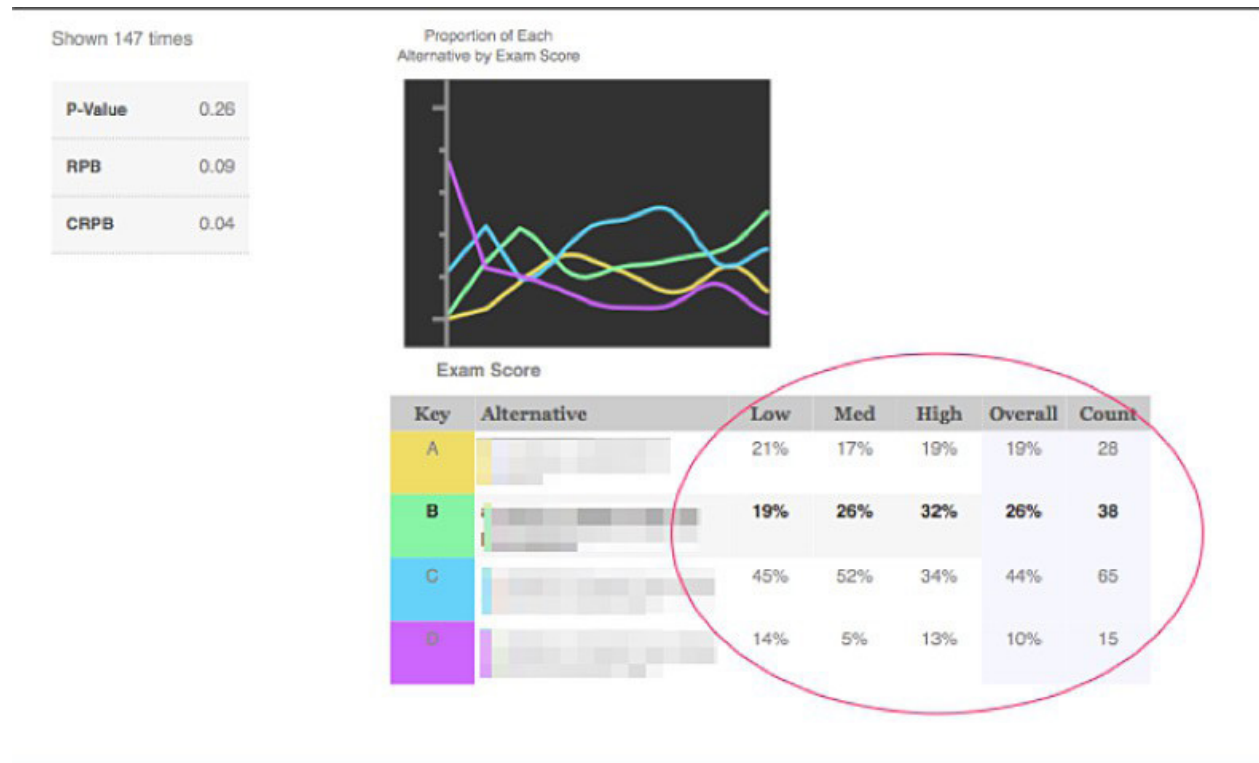 Shown 147 times
P-Value 0.26
RPB 0.09
CRPB 0.04
Proportion of Each
Alternative by Exam Score
Exam Score
Key Alternative Low Med High Overall Count
A 21% 17% 19% 19% 28
B 19% 26% 32% 26% 38
C 45% 52% 34% 44% 65
D 14% 5% 13% 10% 15